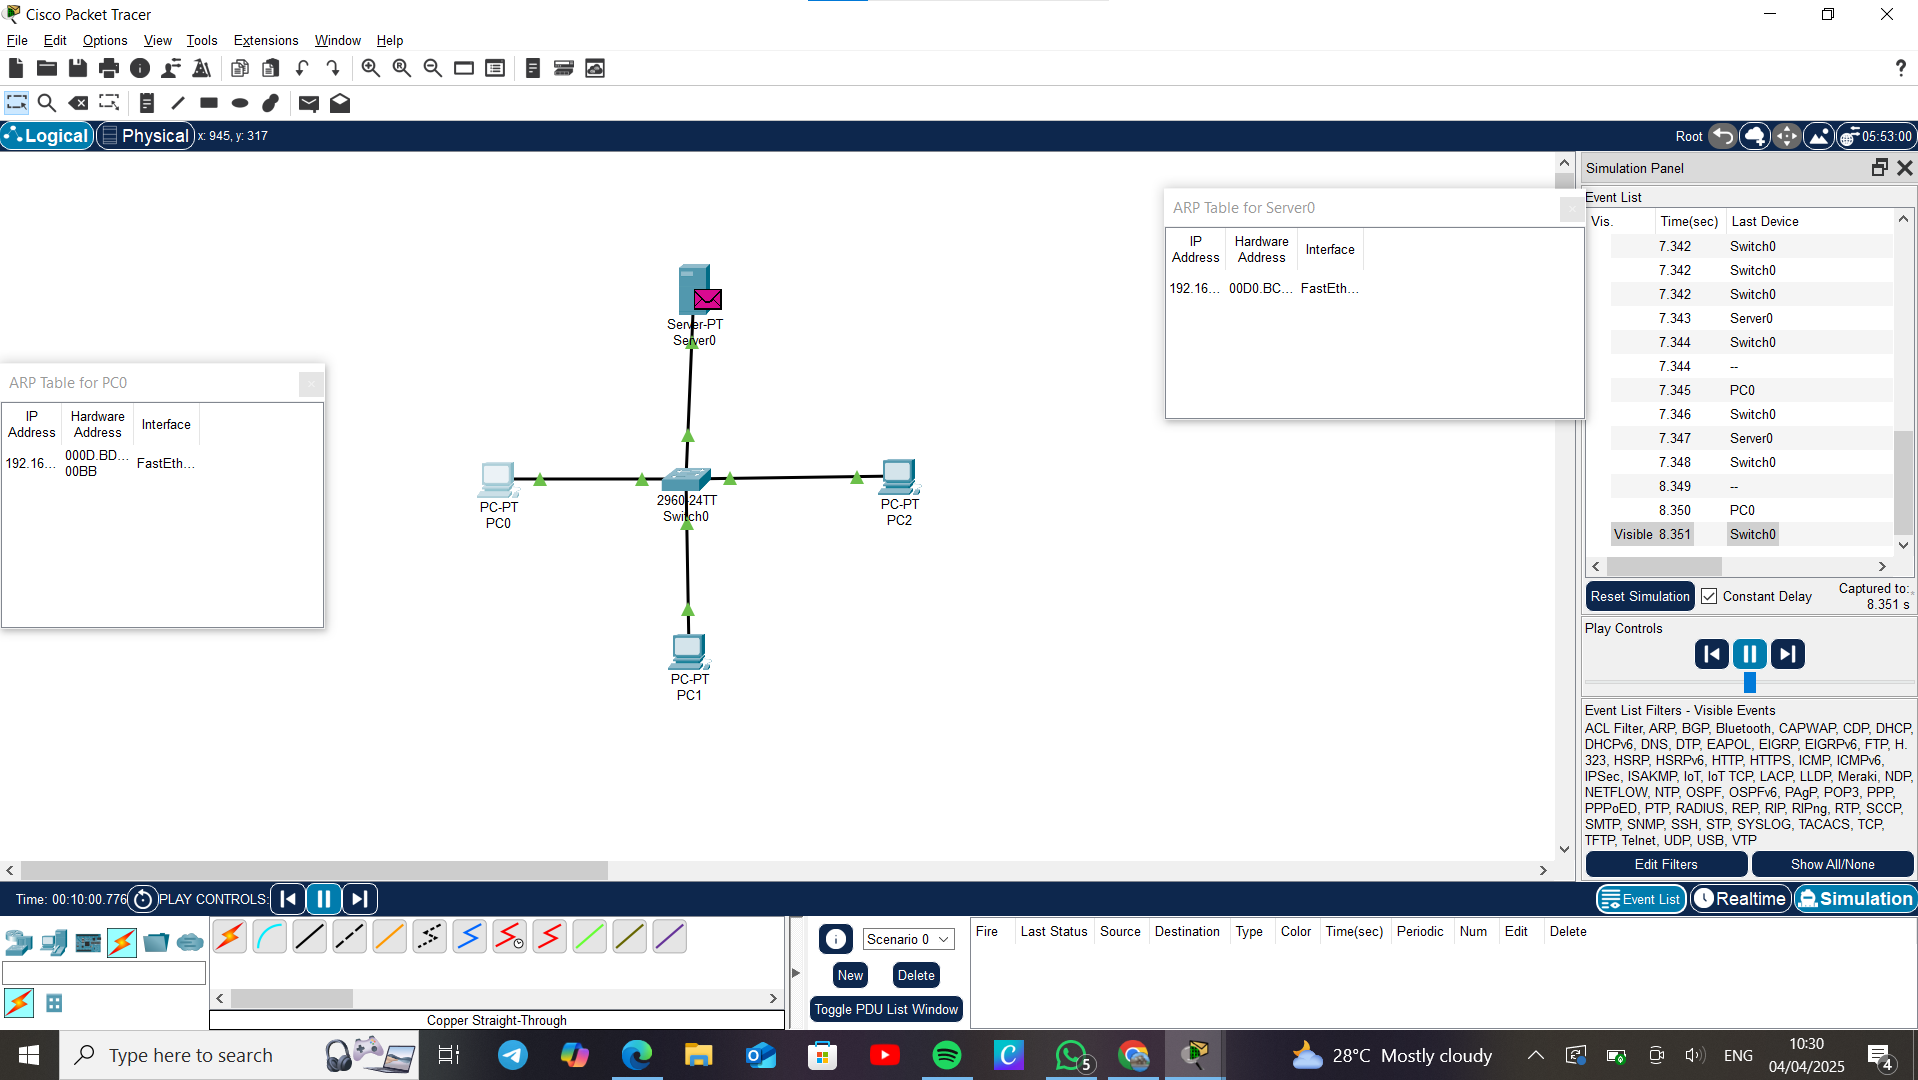 Cisco Packet Tracer
File Edit Options View Tools Extensions Window Help
?
Logical Physical x: 945, y: 317
Root 05:53:00
Simulation Panel
Event List
Vis. Time(sec) Last Device
7.342 Switch0
7.342 Switch0
7.342 Switch0
7.343 Server0
7.344 Switch0
7.344 --
7.345 PC0
7.346 Switch0
7.347 Server0
7.348 Switch0
8.349 --
8.350 PC0
Visible 8.351 Switch0
Reset Simulation Constant Delay Captured to:
8.351 s
Play Controls
Event List Filters - Visible Events
ACL Filter, ARP, BGP, Bluetooth, CAPWAP, CDP, DHCP,
DHCPv6, DNS, DTP, EAPOL, EIGRP, EIGRPv6, FTP, H.
323, HSRP, HSRPv6, HTTP, HTTPS, ICMP, ICMPv6,
IPSec, ISAKMP, IoT, IoT TCP, LACP, LLDP, Meraki, NDP,
NETFLOW, NTP, OSPF, OSPFv6, PAgP, POP3, PPP,
PPPoED, PTP, RADIUS, REP, RIP, RIPng, RTP, SCCP,
SMTP, SNMP, SSH, STP, SYSLOG, TACACS, TCP,
TFTP, Telnet, UDP, USB, VTP
Edit Filters Show All/None
ARP Table for Server0
IP Address Hardware Address Interface
192.16... 00D0.BC... FastEth...
ARP Table for PC0
IP Address Hardware Address Interface
192.16... 000D.BD... 00BB FastEth...
Server-PT
Server0
PC-PT
PC0
2960-24TT
Switch0
PC-PT
PC2
PC-PT
PC1
Time: 00:10:00.776 PLAY CONTROLS:
Event List Realtime Simulation
Copper Straight-Through
Scenario 0
New Delete
Toggle PDU List Window
Fire Last Status Source Destination Type Color Time(sec) Periodic Num Edit Delete
Type here to search
5
28°C Mostly cloudy
ENG
10:30
04/04/2025
4